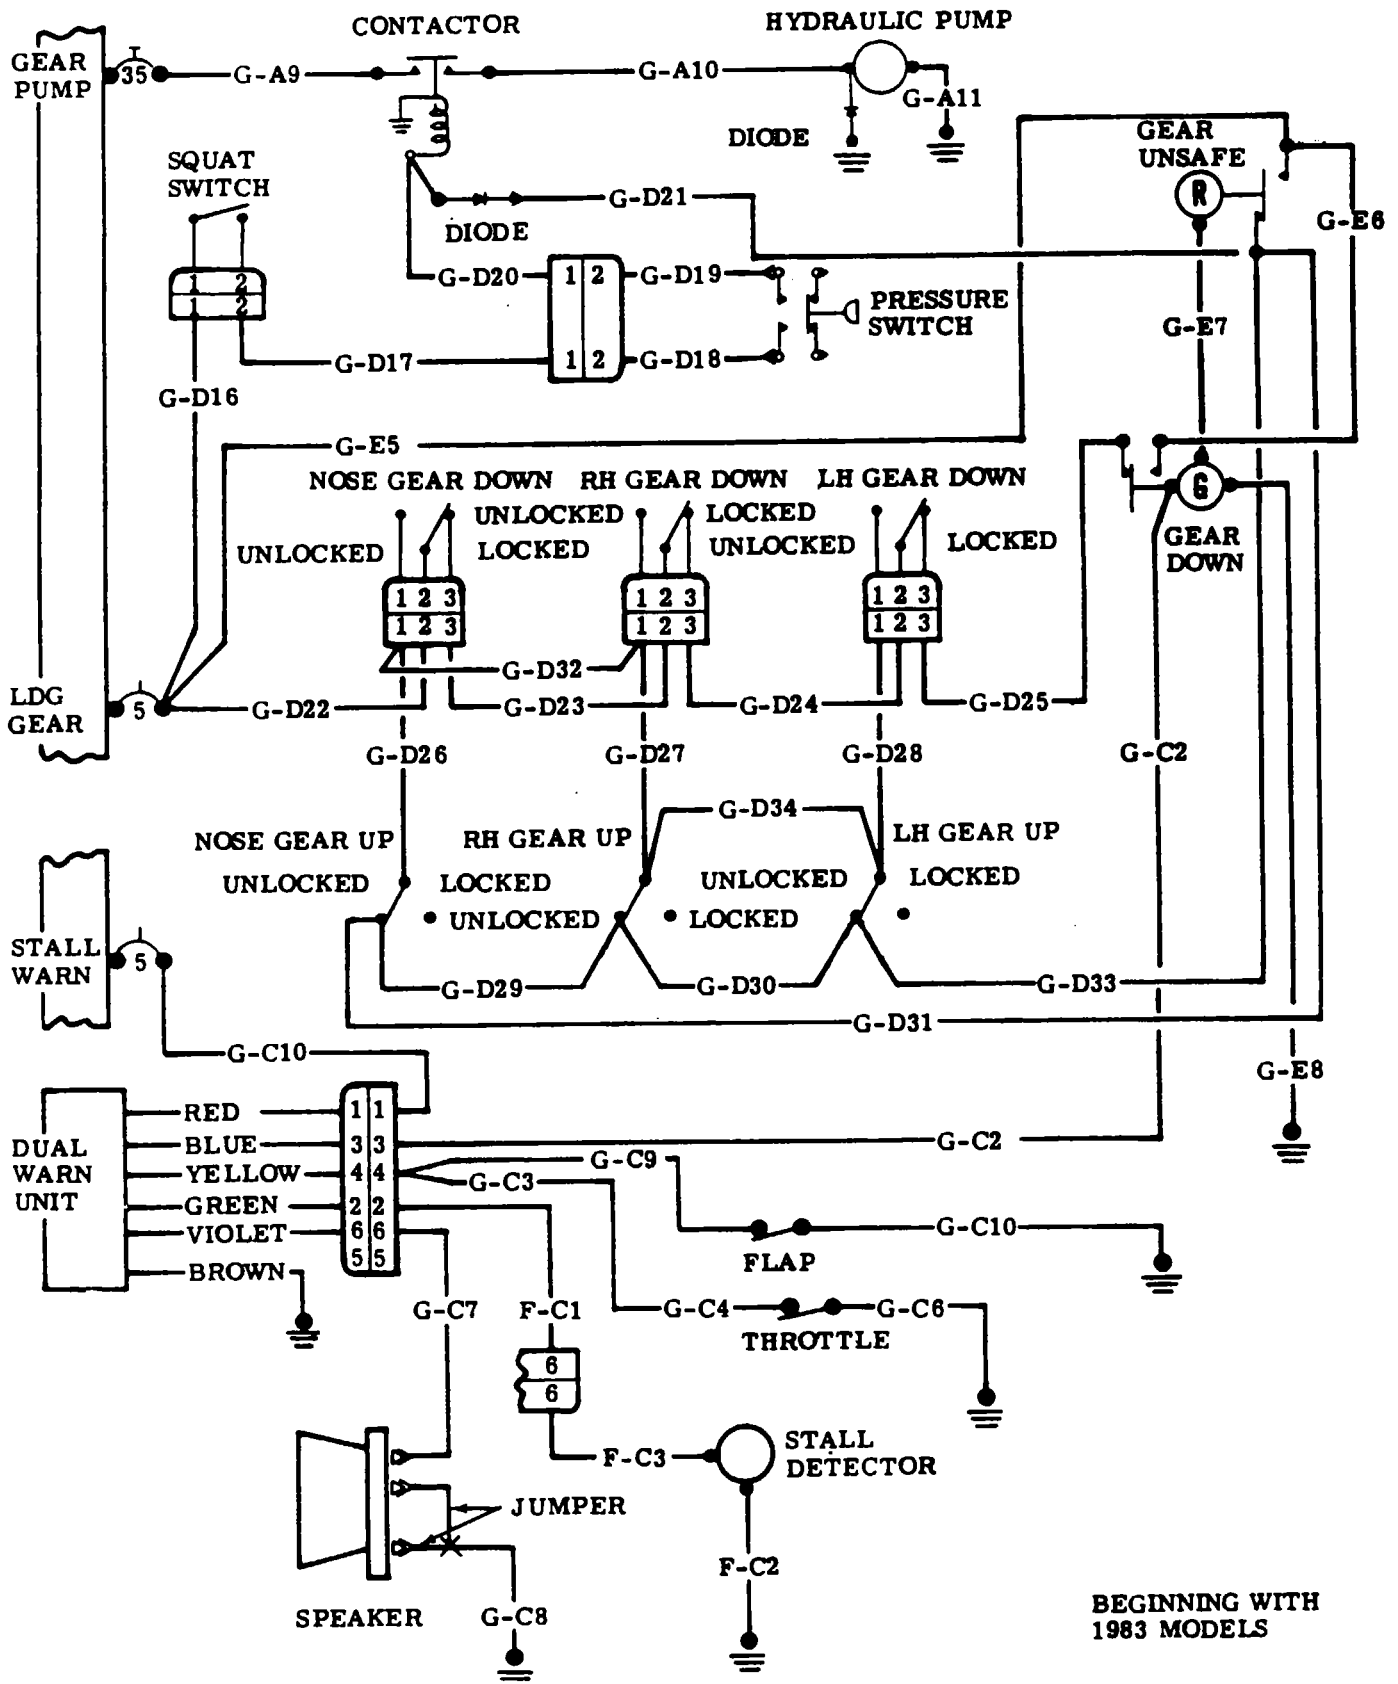 CONTACTOR
HYDRAULIC PUMP
GEAR
PUMP
35
G-A9
G-A10
G-A11
DIODE
GEAR
UNSAFE
R
SQUAT
SWITCH
DIODE
G-D21
G-E6
1 2
1 2
G-D20
1 2
G-D19
PRESSURE
SWITCH
G-E7
G-D17
1 2
G-D18
G-D16
G-E5
NOSE GEAR DOWN
RH GEAR DOWN
LH GEAR DOWN
G
GEAR
DOWN
UNLOCKED
LOCKED
UNLOCKED
LOCKED
UNLOCKED
LOCKED
1 2 3
1 2 3
1 2 3
1 2 3
1 2 3
1 2 3
G-D32
LDG
GEAR
5
G-D22
G-D23
G-D24
G-D25
G-D26
G-D27
G-D28
G-C2
G-D34
NOSE GEAR UP
RH GEAR UP
LH GEAR UP
UNLOCKED
LOCKED
UNLOCKED
LOCKED
UNLOCKED
LOCKED
STALL
WARN
5
G-D29
G-D30
G-D33
G-D31
G-C10
G-E8
DUAL
WARN
UNIT
RED
1 1
BLUE
3 3
G-C2
YELLOW
4 4
G-C9
G-C3
GREEN
2 2
VIOLET
6 6
5 5
BROWN
FLAP
G-C10
G-C7
F-C1
G-C4
THROTTLE
G-C6
6
6
F-C3
STALL
DETECTOR
JUMPER
F-C2
SPEAKER
G-C8
BEGINNING WITH
1983 MODELS